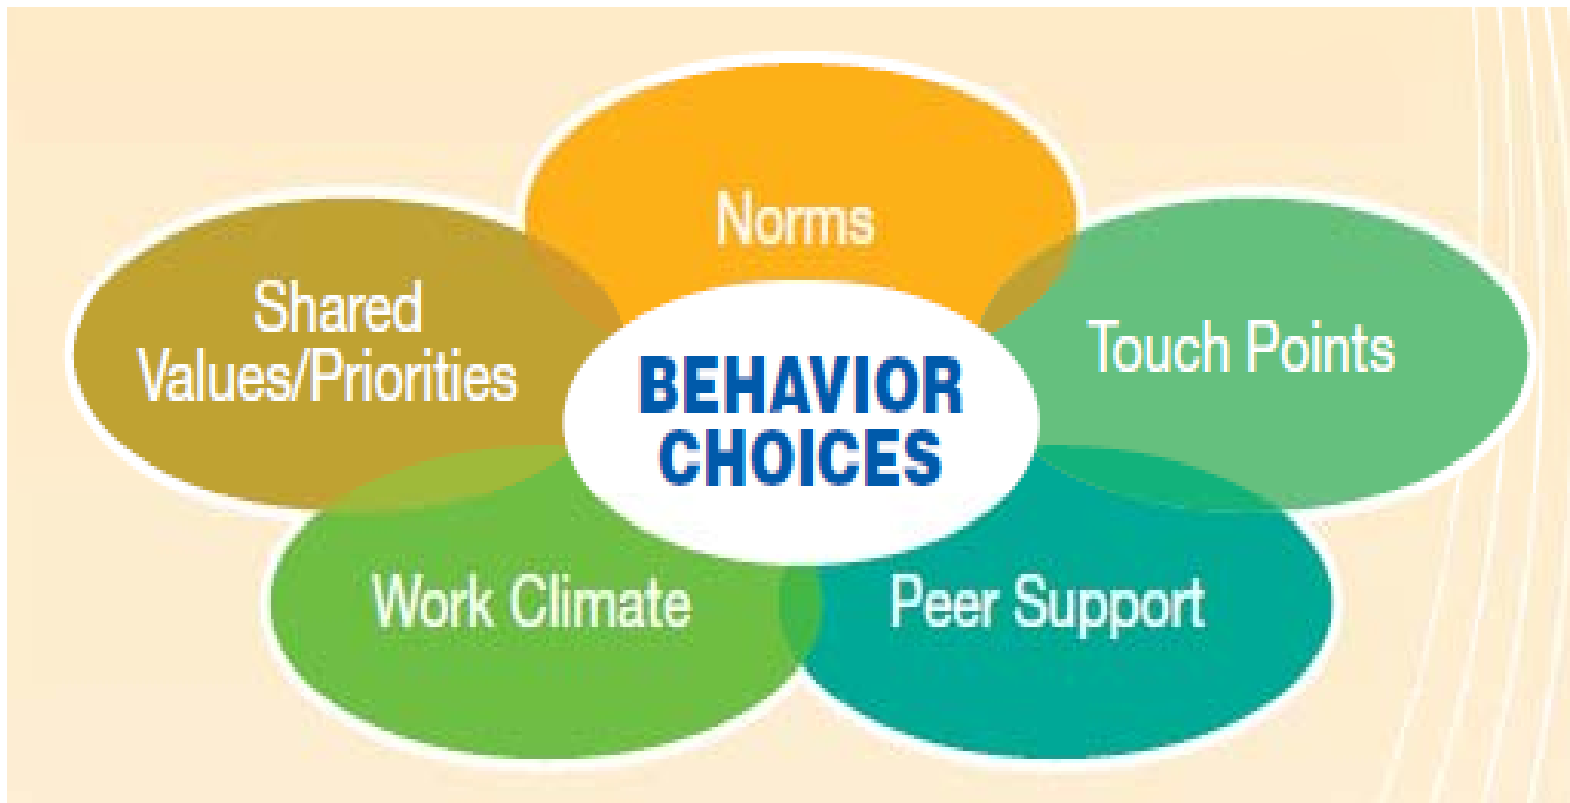 Norms
Shared
Values/Priorities
Touch Points
BEHAVIOR
CHOICES
Work Climate
Peer Support